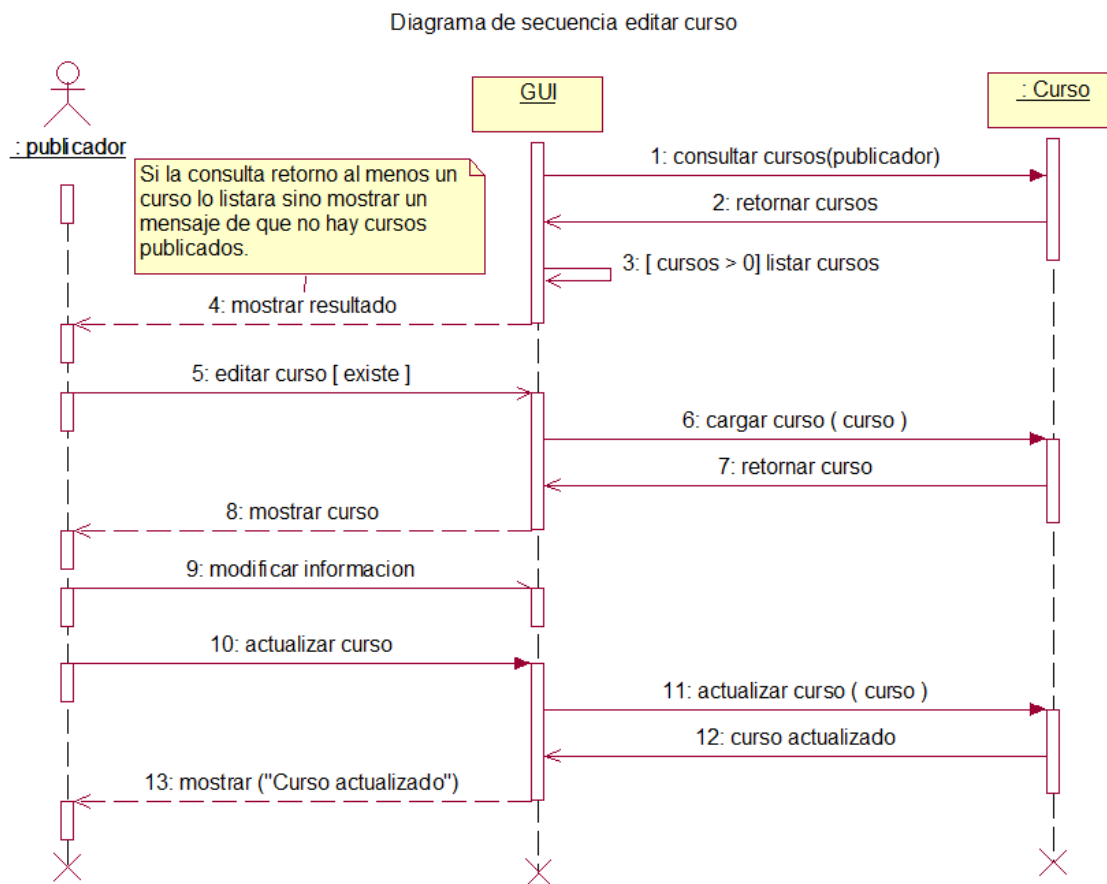 Diagrama de secuencia editar curso
: publicador
GUI
: Curso
Si la consulta retorno al menos un
curso lo listara sino mostrar un
mensaje de que no hay cursos
publicados.
1: consultar cursos(publicador)
2: retornar cursos
3: [ cursos > 0] listar cursos
4: mostrar resultado
5: editar curso [ existe ]
6: cargar curso ( curso )
7: retornar curso
8: mostrar curso
9: modificar informacion
10: actualizar curso
11: actualizar curso ( curso )
12: curso actualizado
13: mostrar ("Curso actualizado")